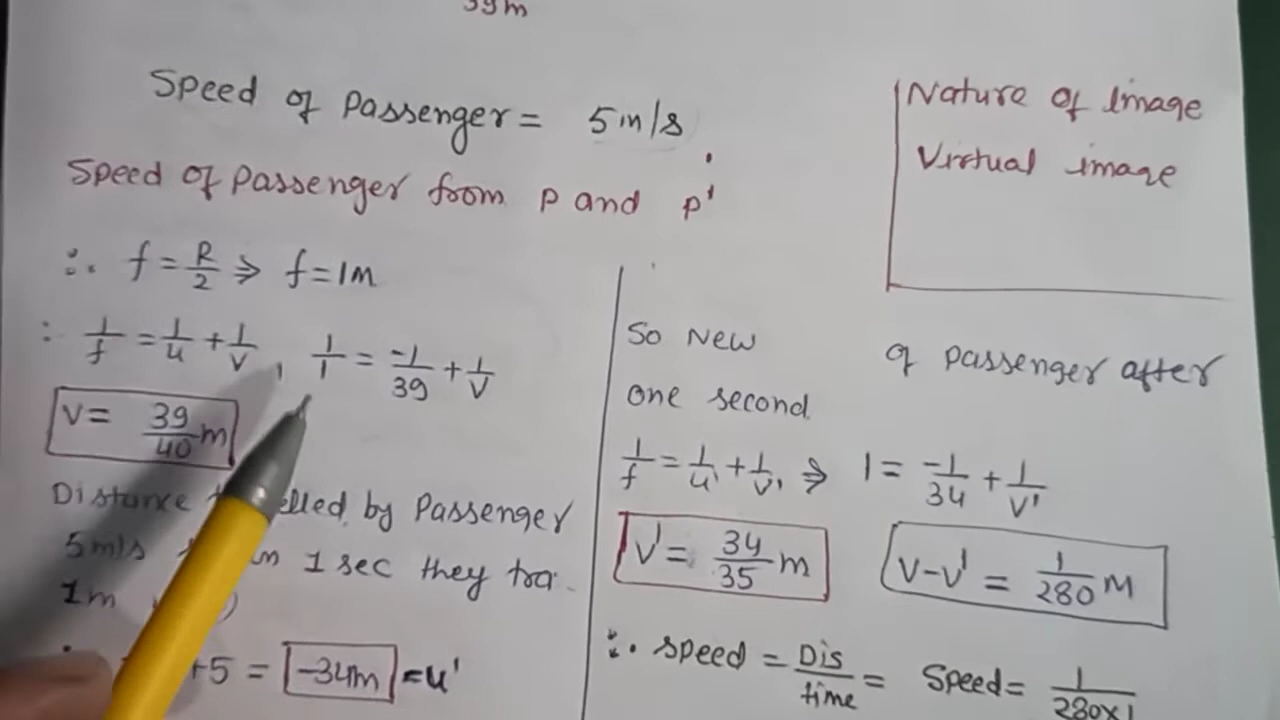 39m
Speed of Passenger = 5m/s
Speed of Passenger from P and P'
∴ f = R/2 ⇒ f = 1m
∴ 1/f = 1/u + 1/v , 1/1 = -1/39 + 1/v
v = 39/40 m
Distance by Passenger
5m/s 1 sec they
1m
+5 = -34m = u'
Nature of Image
Virtual image
So New of passenger after
one second
1/f = 1/u' + 1/v' ⇒ 1 = -1/34 + 1/v'
v' = 34/35 m
v-v' = 1/280 M
∴ speed = Dis/time = Speed = 1/280×1